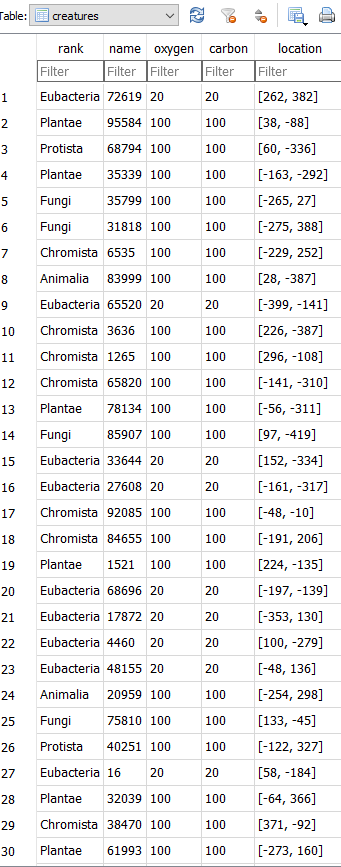 Table: creatures
rank name oxygen carbon location
Filter Filter Filter Filter Filter
1 Eubacteria 72619 20 20 [262, 382]
2 Plantae 95584 100 100 [38, -88]
3 Protista 68794 100 100 [60, -336]
4 Plantae 35339 100 100 [-163, -292]
5 Fungi 35799 100 100 [-265, 27]
6 Fungi 31818 100 100 [-275, 388]
7 Chromista 6535 100 100 [-229, 252]
8 Animalia 83999 100 100 [28, -387]
9 Eubacteria 65520 20 20 [-399, -141]
10 Chromista 3636 100 100 [226, -387]
11 Chromista 1265 100 100 [296, -108]
12 Chromista 65820 100 100 [-141, -310]
13 Plantae 78134 100 100 [-56, -311]
14 Fungi 85907 100 100 [97, -419]
15 Eubacteria 33644 20 20 [152, -334]
16 Eubacteria 27608 20 20 [-161, -317]
17 Chromista 92085 100 100 [-48, -10]
18 Chromista 84655 100 100 [-191, 206]
19 Plantae 1521 100 100 [224, -135]
20 Eubacteria 68696 20 20 [-197, -139]
21 Eubacteria 17872 20 20 [-353, 130]
22 Eubacteria 4460 20 20 [100, -279]
23 Eubacteria 48155 20 20 [-48, 136]
24 Animalia 20959 100 100 [-254, 298]
25 Fungi 75810 100 100 [133, -45]
26 Protista 40251 100 100 [-122, 327]
27 Eubacteria 16 20 20 [58, -184]
28 Plantae 32039 100 100 [-64, 366]
29 Chromista 38470 100 100 [371, -92]
30 Plantae 61993 100 100 [-273, 160]